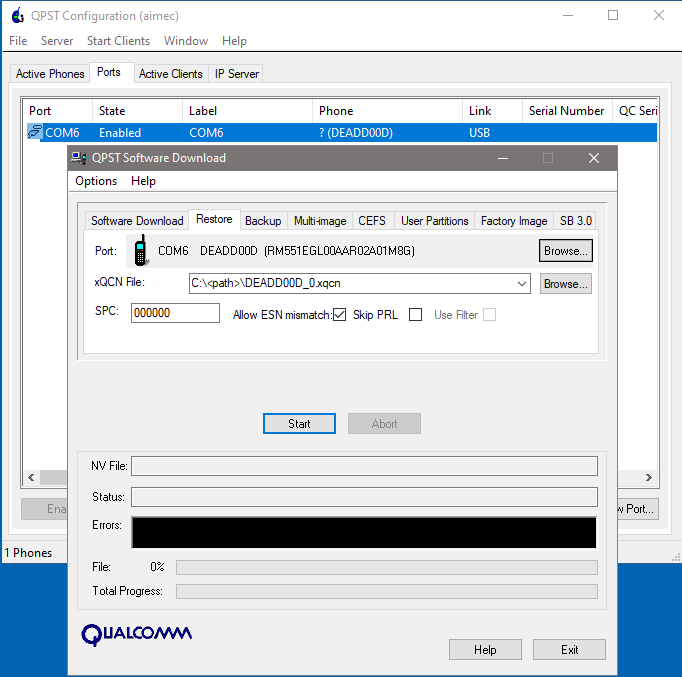 QPST Configuration (aimec)
File Server Start Clients Window Help
Active Phones Ports Active Clients IP Server
Port State Label Phone Link Serial Number QC Seri
COM6 Enabled COM6 ? (DEADD00D) USB
QPST Software Download
Options Help
Software Download Restore Backup Multi-image CEFS User Partitions Factory Image SB 3.0
Port: COM6 DEADD00D (RM551EGL00AAR02A01M8G) Browse...
xQCN File: C:\<path>\DEADD00D_0.xqcn Browse...
SPC: 000000 Allow ESN mismatch: Skip PRL Use Filter
Start Abort
NV File:
Ena w Port...
Status:
Errors:
1 Phones
File: 0%
Total Progress:
QUALCOMM
Help Exit